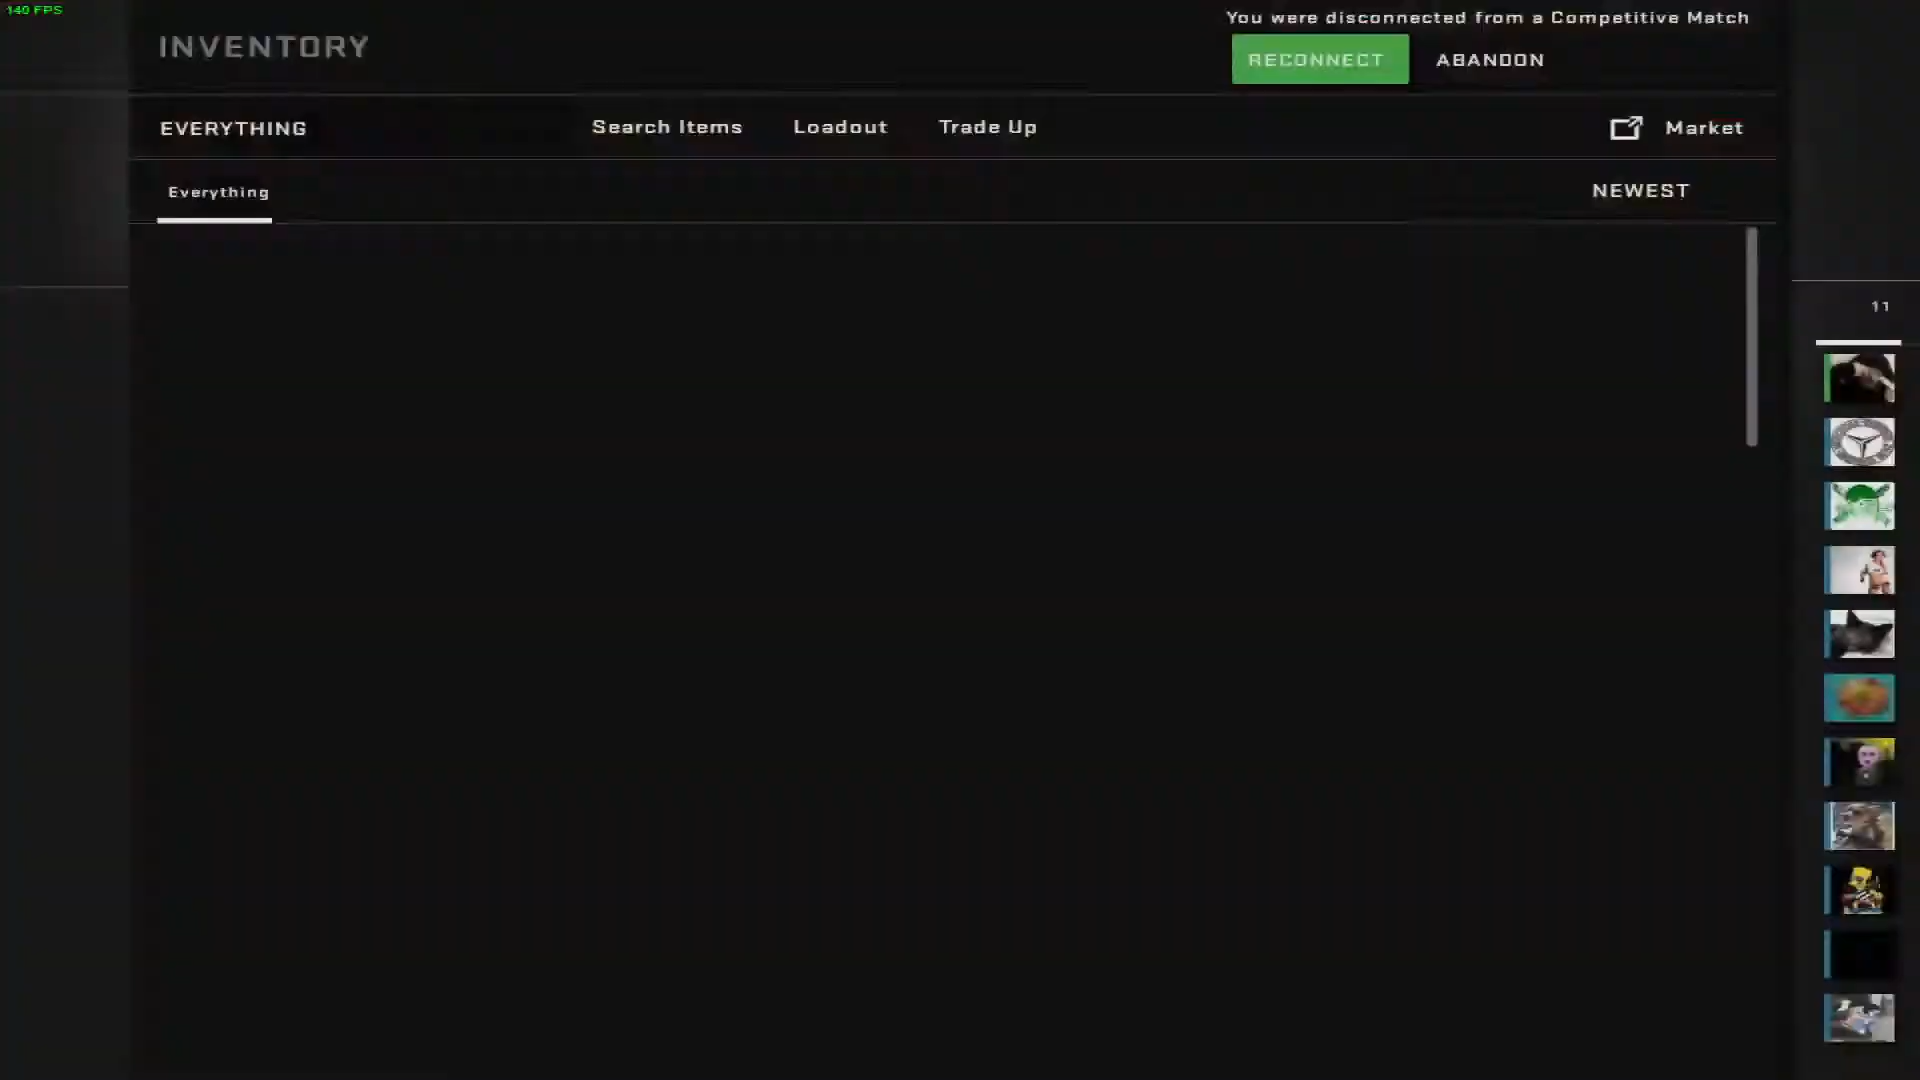 140 FPS
You were disconnected from a Competitive Match
INVENTORY
RECONNECT
ABANDON
EVERYTHING
Search Items
Loadout
Trade Up
Market
Everything
NEWEST
11